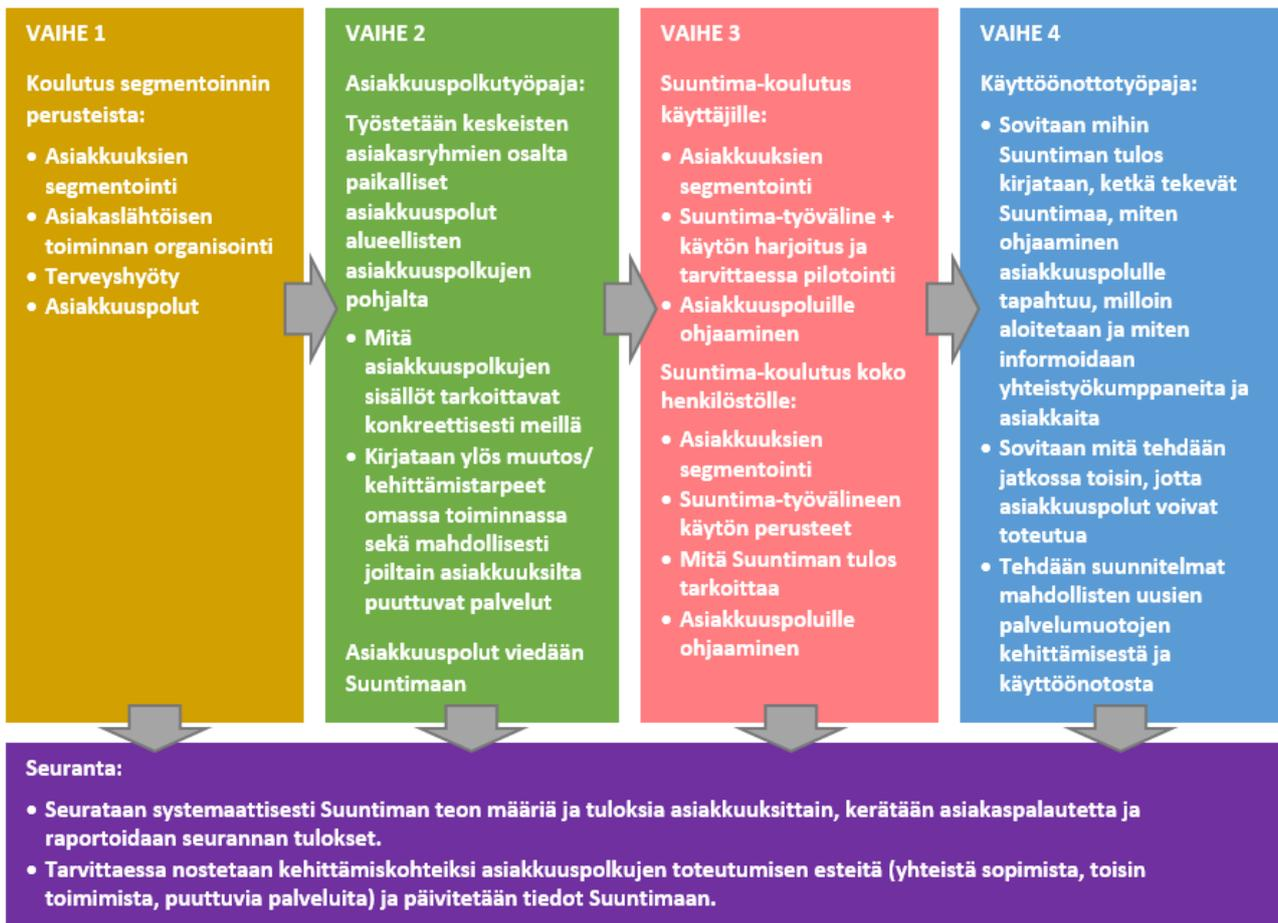 VAIHE 1
Koulutus segmentoinnin
perusteista:
• Asiakkuuksien
segmentointi
• Asiakaslähtöisen
toiminnan organisointi
• Terveyshyöty
• Asiakkuuspolut
VAIHE 2
Asiakkuuspolkutyöpaja:
Työstetään keskeisten
asiakasryhmien osalta
paikalliset
asiakkuuspolut
alueellisten
asiakkuuspolkujen
pohjalta
• Mitä
asiakkuuspolkujen
sisällöt tarkoittavat
konkreettisesti meillä
• Kirjataan ylös muutos/
kehittämistarpeet
omassa toiminnassa
sekä mahdollisesti
joiltain asiakkuuksilta
puuttuvat palvelut
Asiakkuuspolut viedään
Suuntimaan
VAIHE 3
Suuntima-koulutus
käyttäjille:
• Asiakkuuksien
segmentointi
• Suuntima-työväline +
käytön harjoitus ja
tarvittaessa pilotointi
• Asiakkuuspoluille
ohjaaminen
Suuntima-koulutus koko
henkilöstölle:
• Asiakkuuksien
segmentointi
• Suuntima-työvälineen
käytön perusteet
• Mitä Suuntiman tulos
tarkoittaa
• Asiakkuuspoluille
ohjaaminen
VAIHE 4
Käyttöönottotyöpaja:
• Sovitaan mihin
Suuntiman tulos
kirjataan, ketkä tekevät
Suuntimaa, miten
ohjaaminen
asiakkuuspolulle
tapahtuu, milloin
aloitetaan ja miten
informoidaan
yhteistyökumppaneita ja
asiakkaita
• Sovitaan mitä tehdään
jatkossa toisin, jotta
asiakkuuspolut voivat
toteutua
• Tehdään suunnitelmat
mahdollisten uusien
palvelumuotojen
kehittämisestä ja
käyttöönotosta
Seuranta:
• Seurataan systemaattisesti Suuntiman teon määriä ja tuloksia asiakkuuksittain, kerätään asiakaspalautetta ja
raportoidaan seurannan tulokset.
• Tarvittaessa nostetaan kehittämiskohteiksi asiakkuuspolkujen toteutumisen esteitä (yhteistä sopimista, toisin
toimimista, puuttuvia palveluita) ja päivitetään tiedot Suuntimaan.